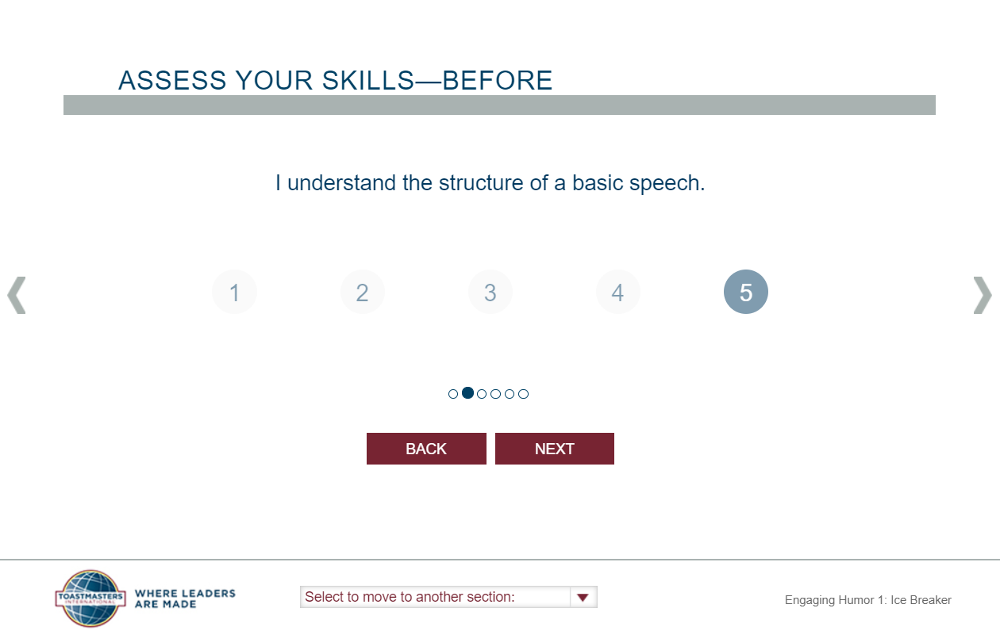 ASSESS YOUR SKILLS—BEFORE
I understand the structure of a basic speech.
1 2 3 4 5
BACK NEXT
TOASTMASTERS
INTERNATIONAL
WHERE LEADERS
ARE MADE
Select to move to another section:
Engaging Humor 1: Ice Breaker